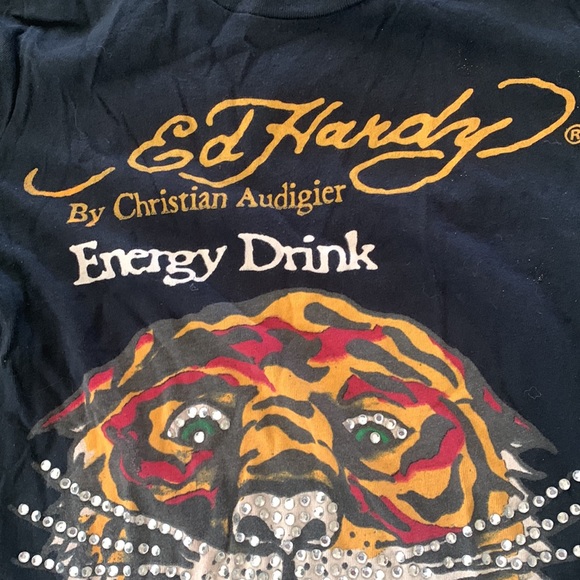 Ed Hardy ®
By Christian Audigier
Energy Drink